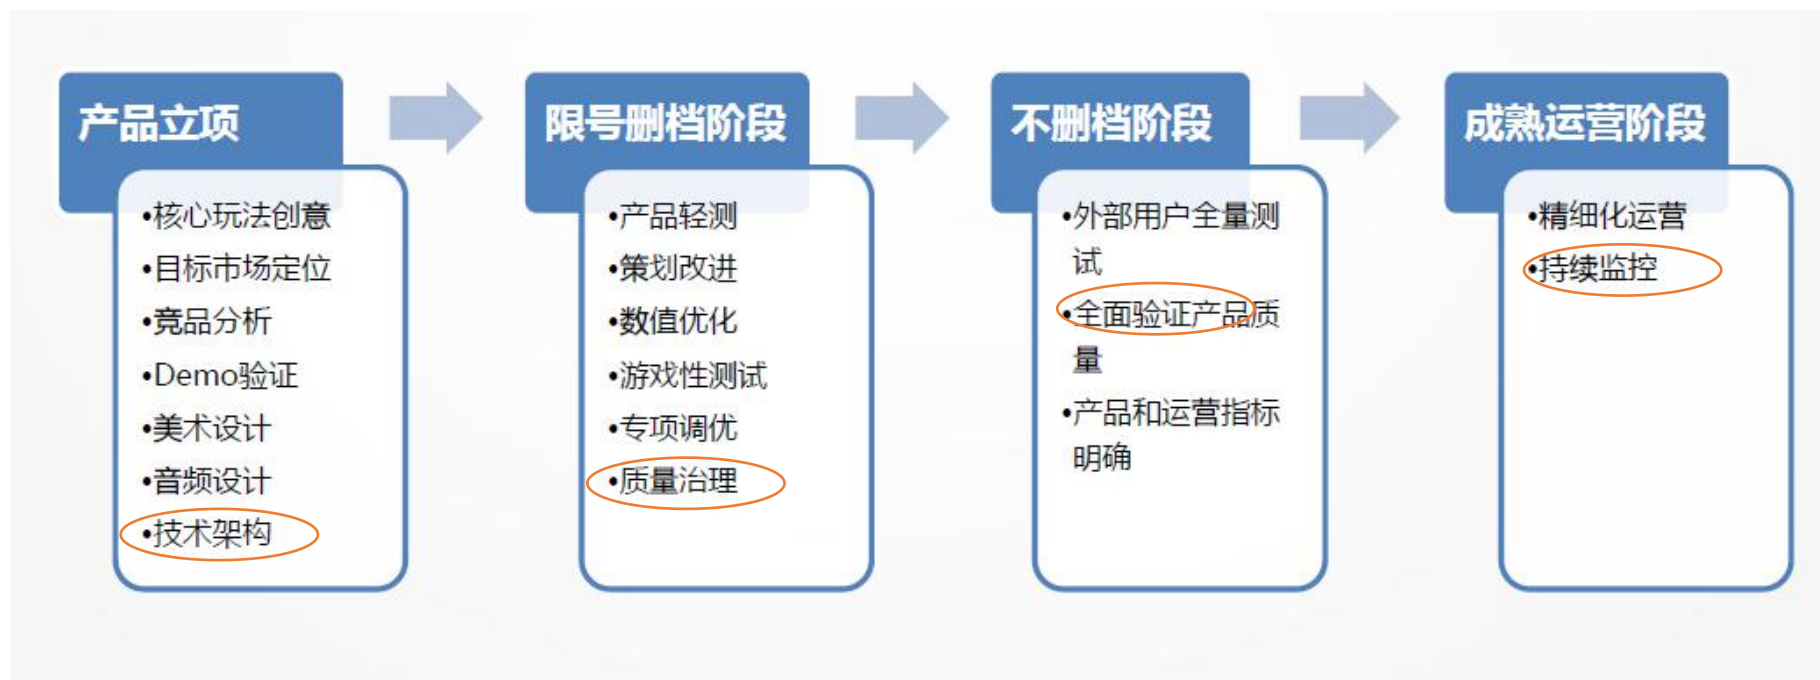 产品立项
•核心玩法创意
•目标市场定位
•竞品分析
•Demo验证
•美术设计
•音频设计
•技术架构
限号删档阶段
•产品轻测
•策划改进
•数值优化
•游戏性测试
•专项调优
•质量治理
不删档阶段
•外部用户全量测
试
•全面验证产品质
量
•产品和运营指标
明确
成熟运营阶段
•精细化运营
•持续监控